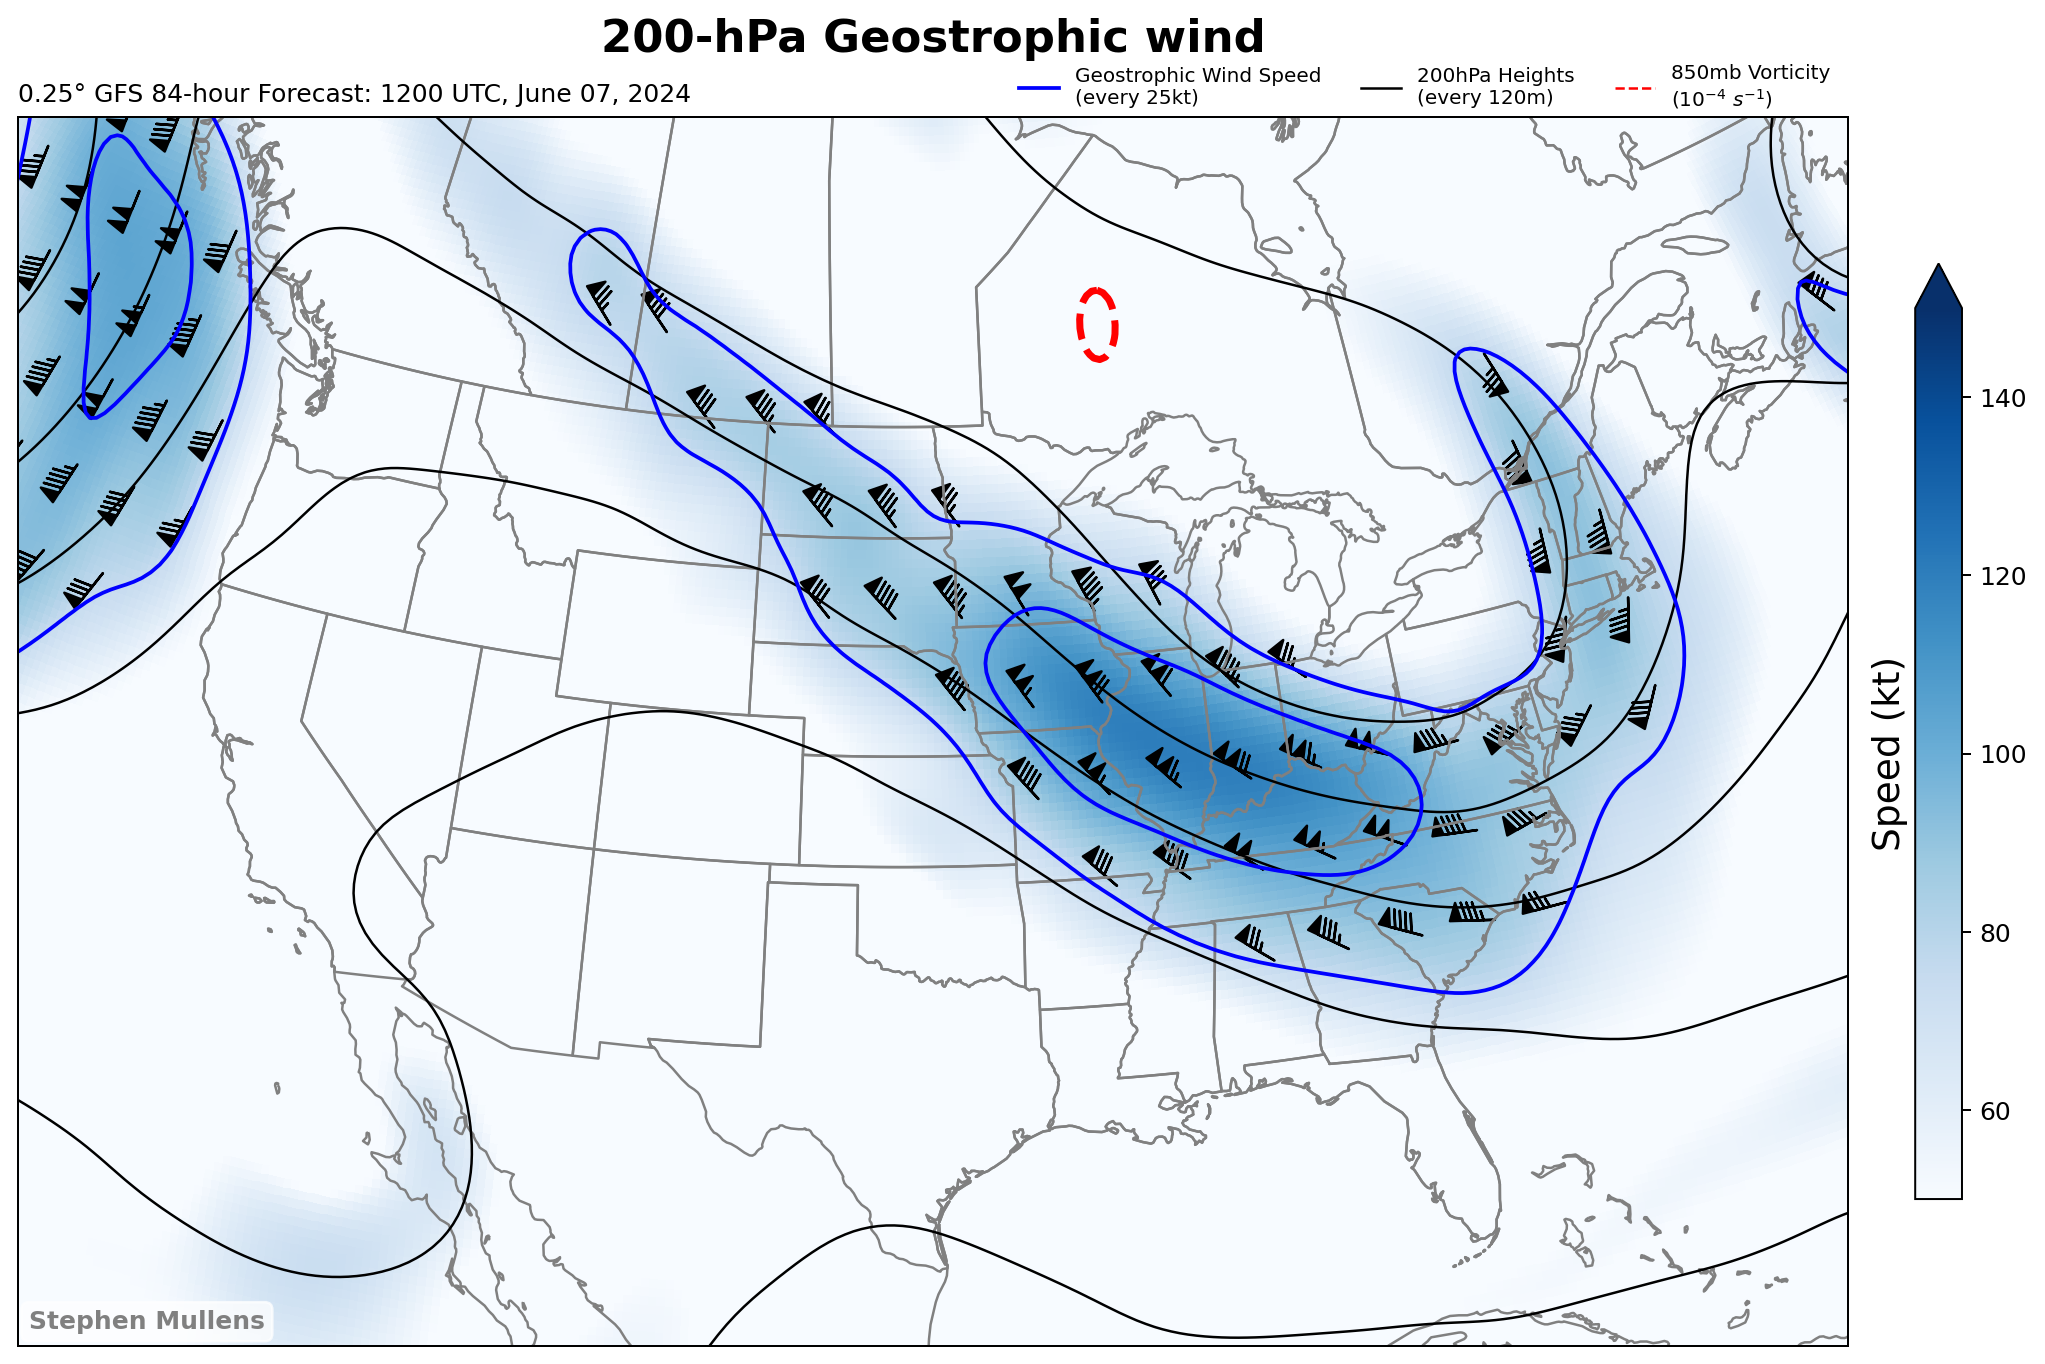 200-hPa Geostrophic wind
0.25° GFS 84-hour Forecast: 1200 UTC, June 07, 2024
Geostrophic Wind Speed
(every 25kt)
200hPa Heights
(every 120m)
850mb Vorticity
(10⁻⁴ s⁻¹)
140
120
100
80
60
Speed (kt)
Stephen Mullens